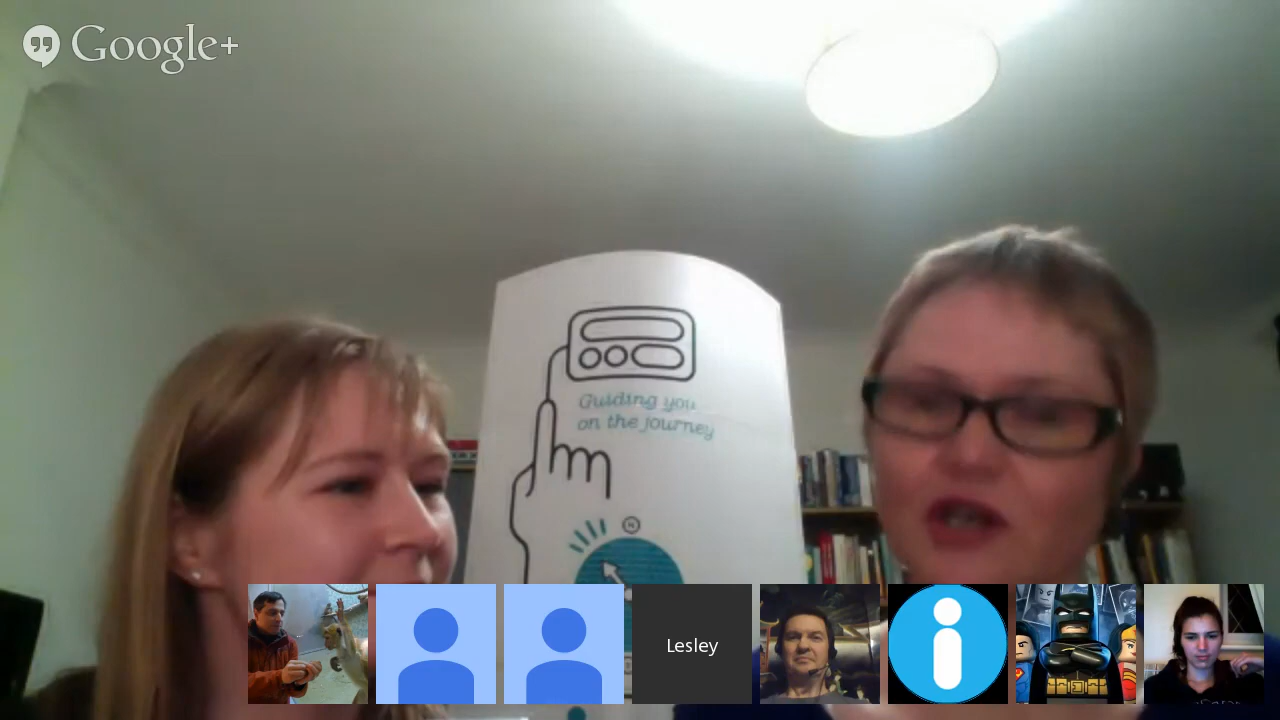 Google+
Guiding you
on the journey
N
Lesley